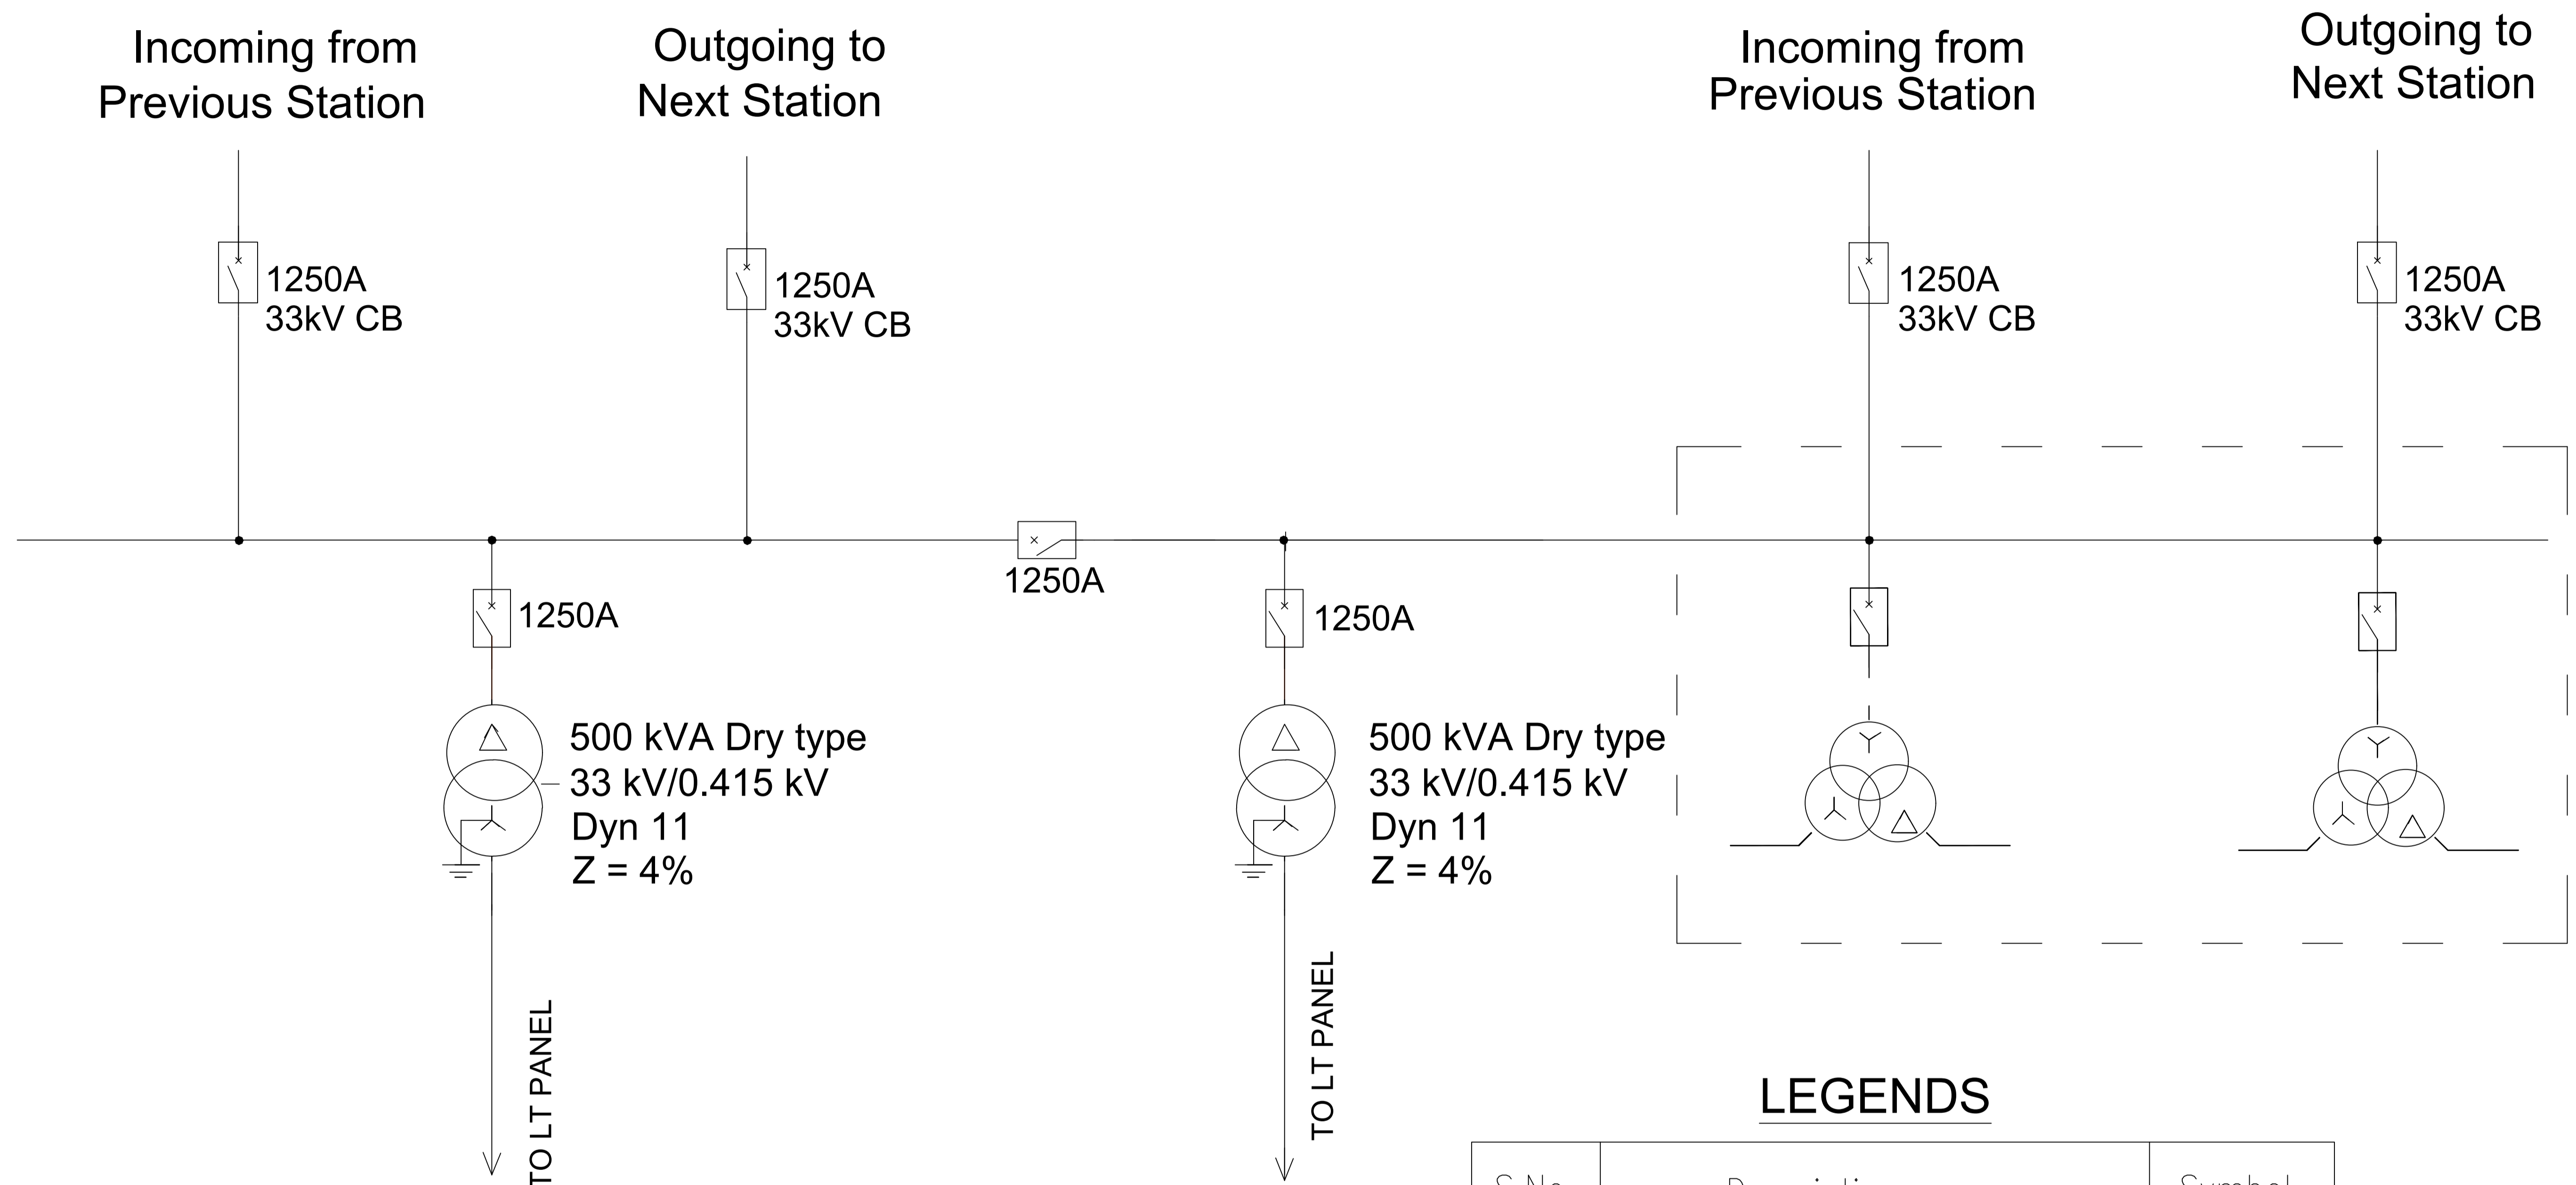 Incoming from
Previous Station
Outgoing to
Next Station
Incoming from
Previous Station
Outgoing to
Next Station
1250A
33kV CB
1250A
33kV CB
1250A
33kV CB
1250A
33kV CB
1250A
1250A
1250A
500 kVA Dry type
33 kV/0.415 kV
Dyn 11
Z = 4%
500 kVA Dry type
33 kV/0.415 kV
Dyn 11
Z = 4%
TO LT PANEL
TO LT PANEL
LEGENDS